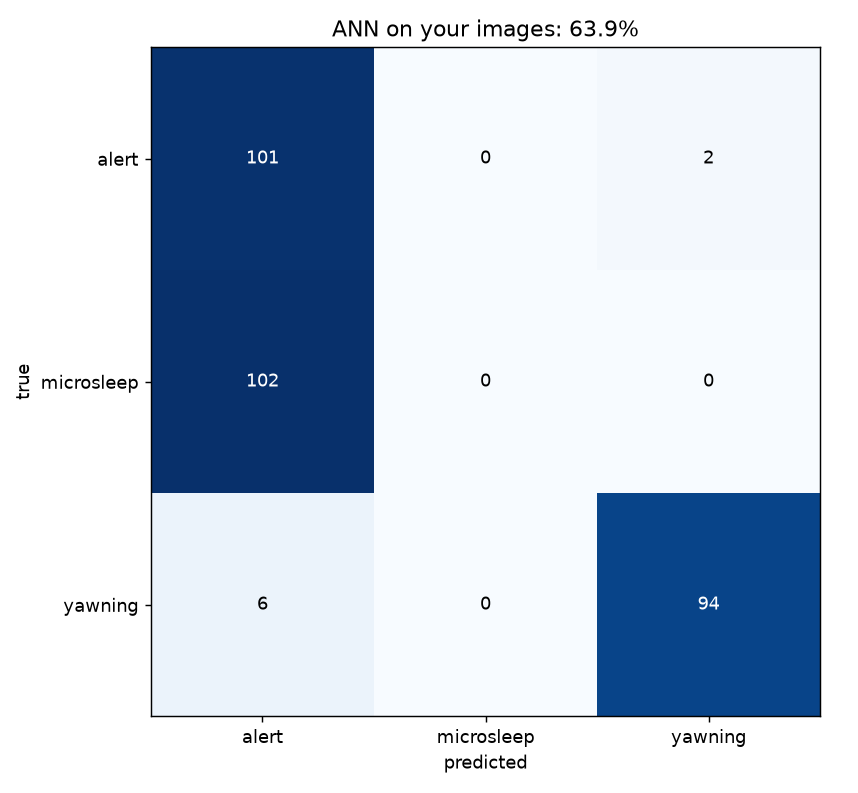 ANN on your images: 63.9%
true
alert 101 0 2
microsleep 102 0 0
yawning 6 0 94
alert microsleep yawning
predicted